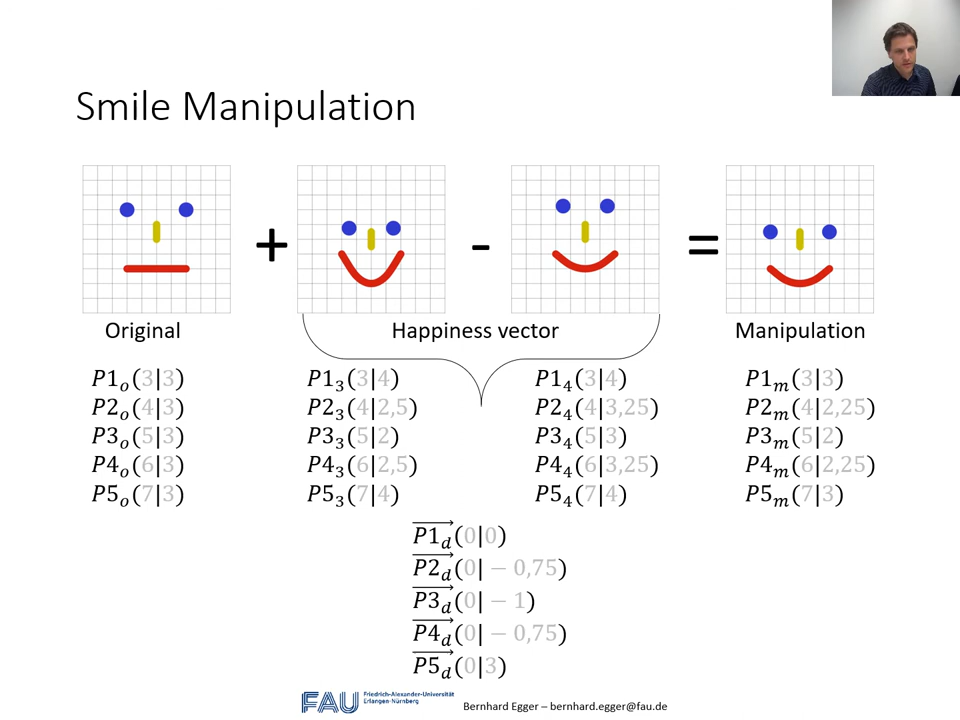 Smile Manipulation
+ - =
Original Happiness vector Manipulation
P1o(3|3) P13(3|4) P14(3|4) P1m(3|3)
P2o(4|3) P23(4|2,5) P24(4|3,25) P2m(4|2,25)
P3o(5|3) P33(5|2) P34(5|3) P3m(5|2)
P4o(6|3) P43(6|2,5) P44(6|3,25) P4m(6|2,25)
P5o(7|3) P53(7|4) P54(7|4) P5m(7|3)
P1d(0|0)
P2d(0| − 0,75)
P3d(0| − 1)
P4d(0| − 0,75)
P5d(0|3)
FAU Friedrich-Alexander-Universität
Erlangen-Nürnberg
Bernhard Egger – bernhard.egger@fau.de